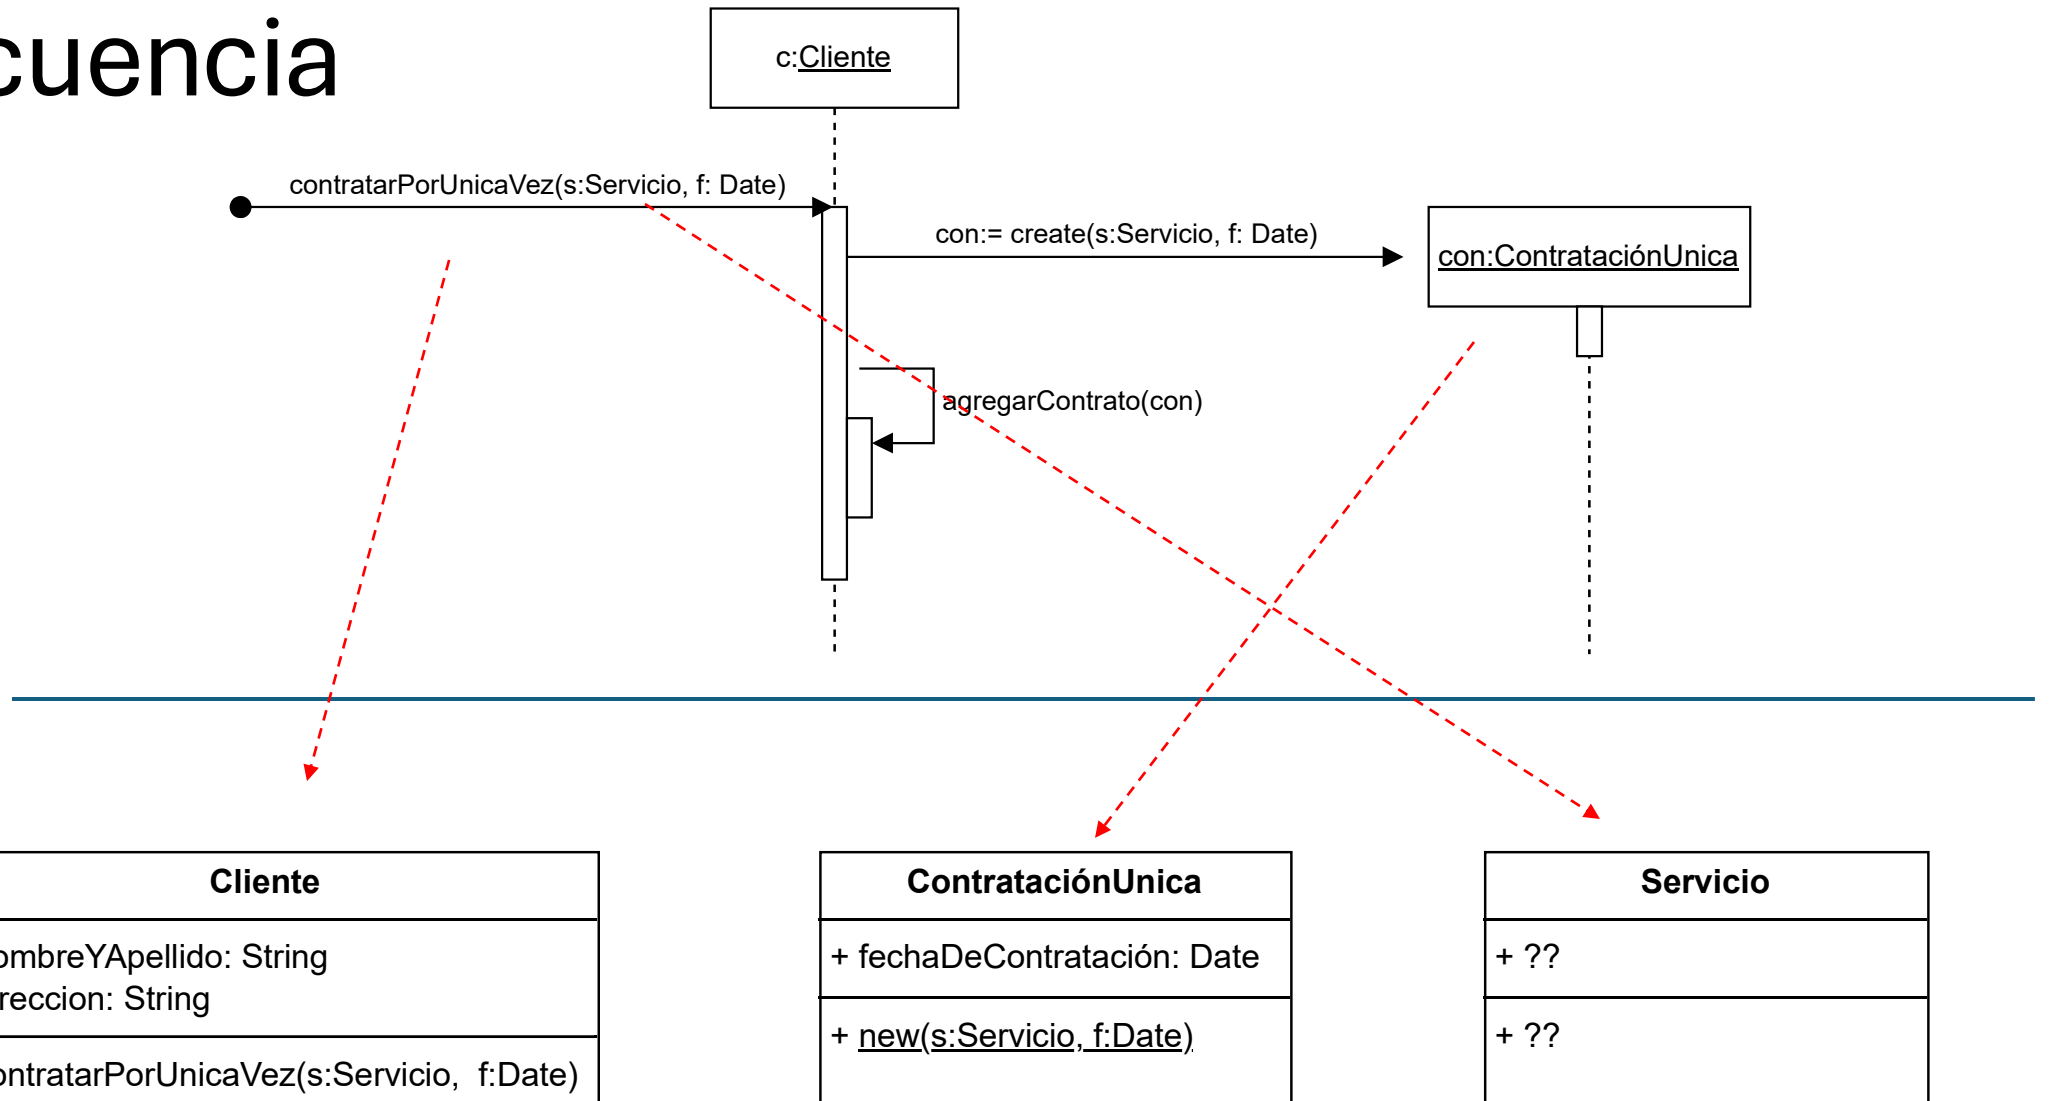 cuencia
c:Cliente
contratarPorUnicaVez(s:Servicio, f: Date)
con:= create(s:Servicio, f: Date)
con:ContrataciónUnica
agregarContrato(con)
Cliente
ombreYApellido: String
reccion: String
ontratarPorUnicaVez(s:Servicio, f:Date)
ContrataciónUnica
+ fechaDeContratación: Date
+ new(s:Servicio, f:Date)
Servicio
+ ??
+ ??